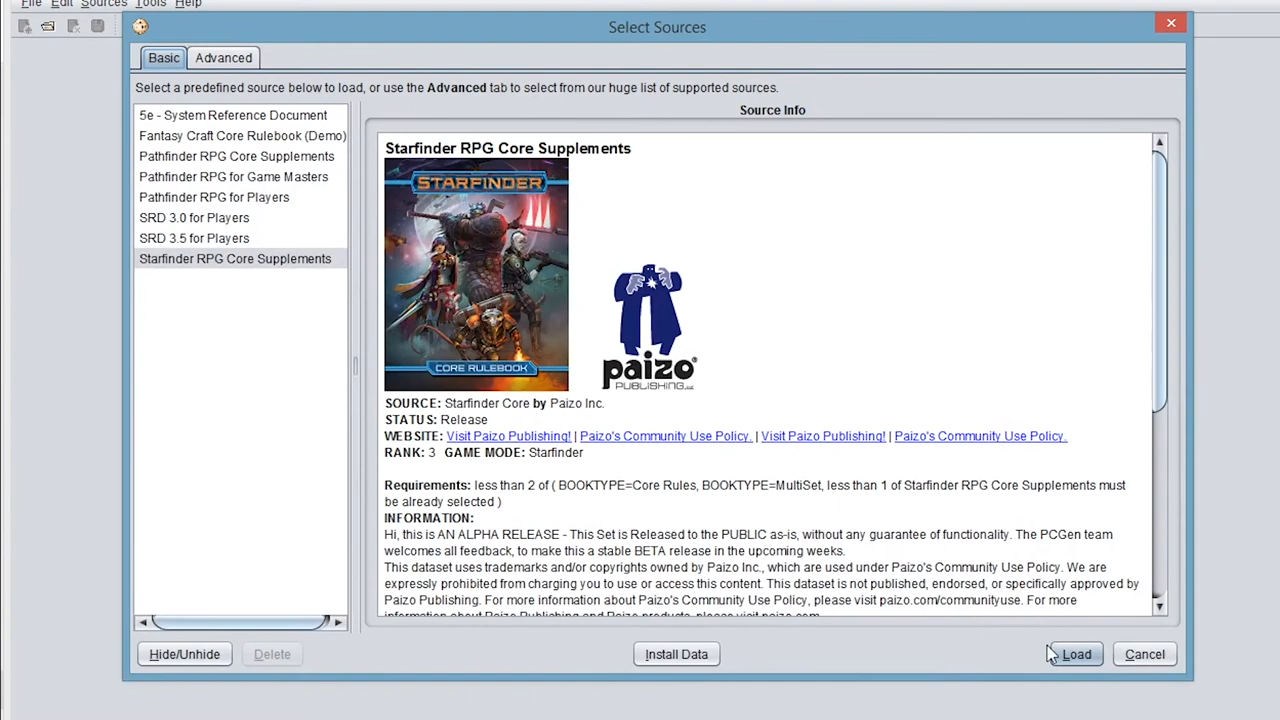 File Edit Sources Tools Help
Select Sources
Basic Advanced
Select a predefined source below to load, or use the Advanced tab to select from our huge list of supported sources.
5e - System Reference Document
Fantasy Craft Core Rulebook (Demo)
Pathfinder RPG Core Supplements
Pathfinder RPG for Game Masters
Pathfinder RPG for Players
SRD 3.0 for Players
SRD 3.5 for Players
Starfinder RPG Core Supplements
Source Info
Starfinder RPG Core Supplements
STARFINDER
CORE RULEBOOK
paizo®
PUBLISHING, LLC
SOURCE: Starfinder Core by Paizo Inc.
STATUS: Release
WEBSITE: Visit Paizo Publishing! | Paizo's Community Use Policy. | Visit Paizo Publishing! | Paizo's Community Use Policy.
RANK: 3 GAME MODE: Starfinder
Requirements: less than 2 of ( BOOKTYPE=Core Rules, BOOKTYPE=MultiSet, less than 1 of Starfinder RPG Core Supplements must
be already selected )
INFORMATION:
Hi, this is AN ALPHA RELEASE - This Set is Released to the PUBLIC as-is, without any guarantee of functionality. The PCGen team
welcomes all feedback, to make this a stable BETA release in the upcoming weeks.
This dataset uses trademarks and/or copyrights owned by Paizo Inc., which are used under Paizo's Community Use Policy. We are
expressly prohibited from charging you to use or access this content. This dataset is not published, endorsed, or specifically approved by
Paizo Publishing. For more information about Paizo's Community Use Policy, please visit paizo.com/communityuse. For more
information about Paizo Publishing and Paizo products, please visit paizo.com.
Hide/Unhide Delete Install Data Load Cancel